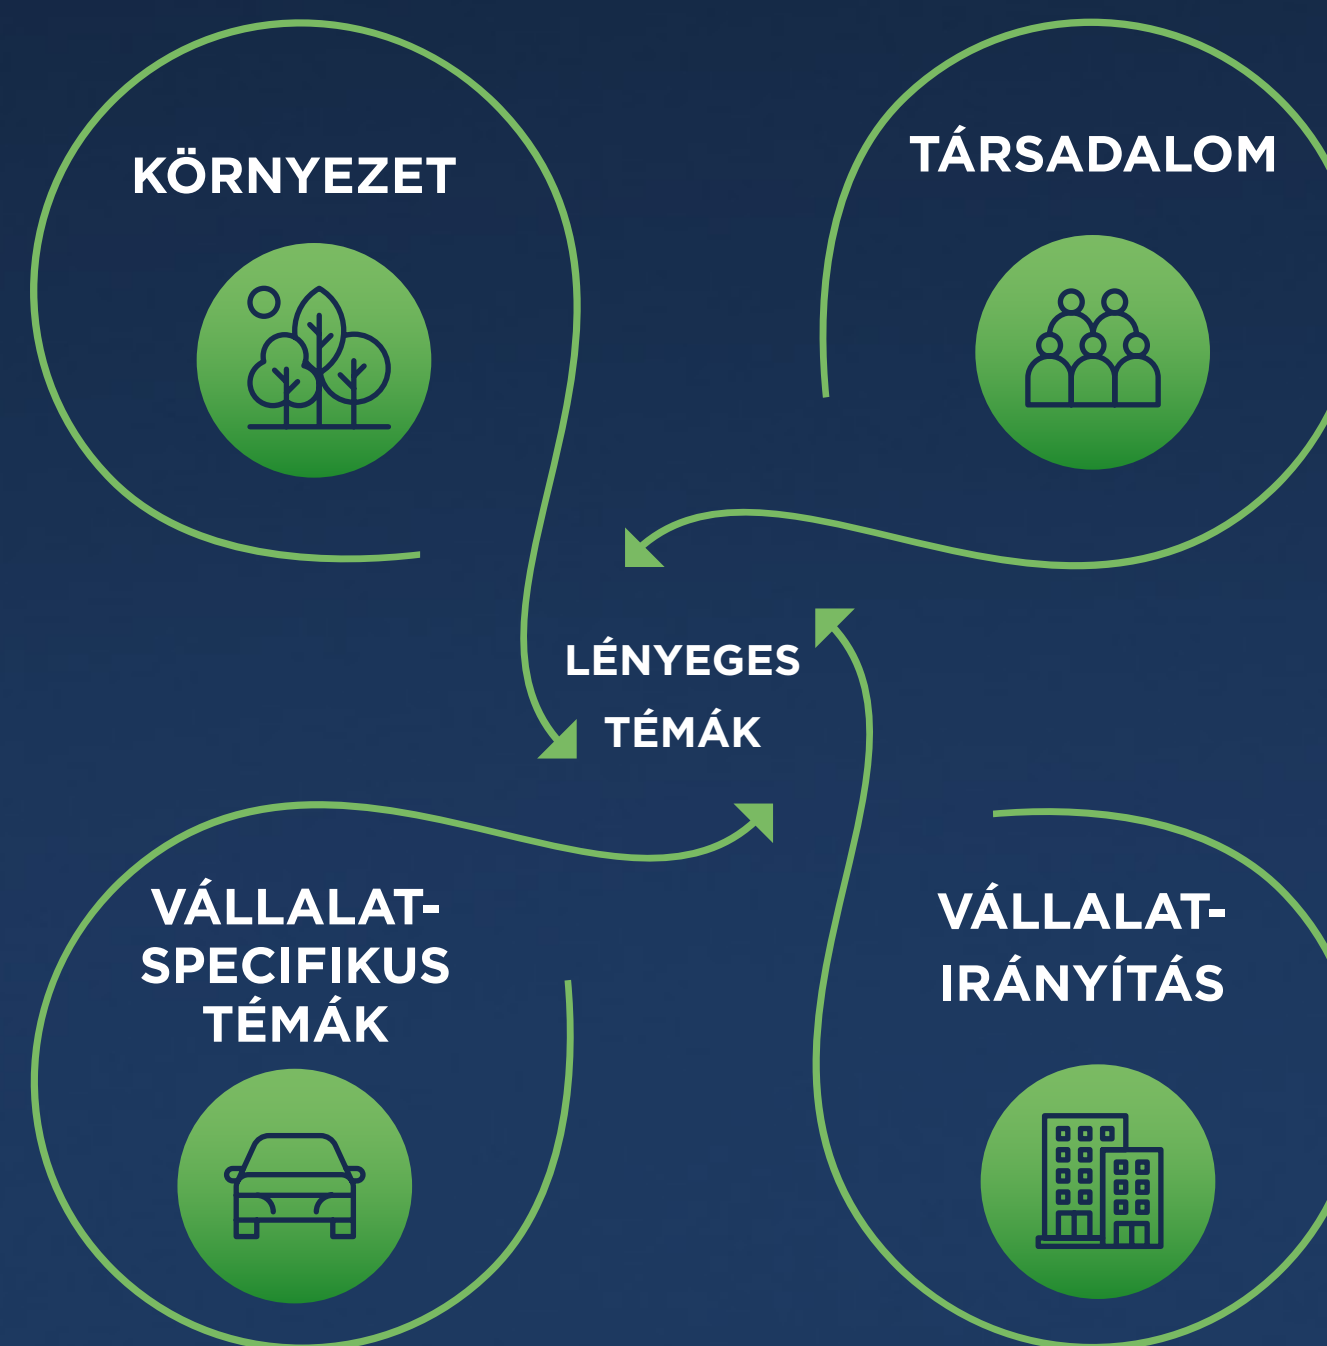 KÖRNYEZET
TÁRSADALOM
LÉNYEGES
TÉMÁK
VÁLLALAT-
SPECIFIKUS
TÉMÁK
VÁLLALAT-
IRÁNYÍTÁS